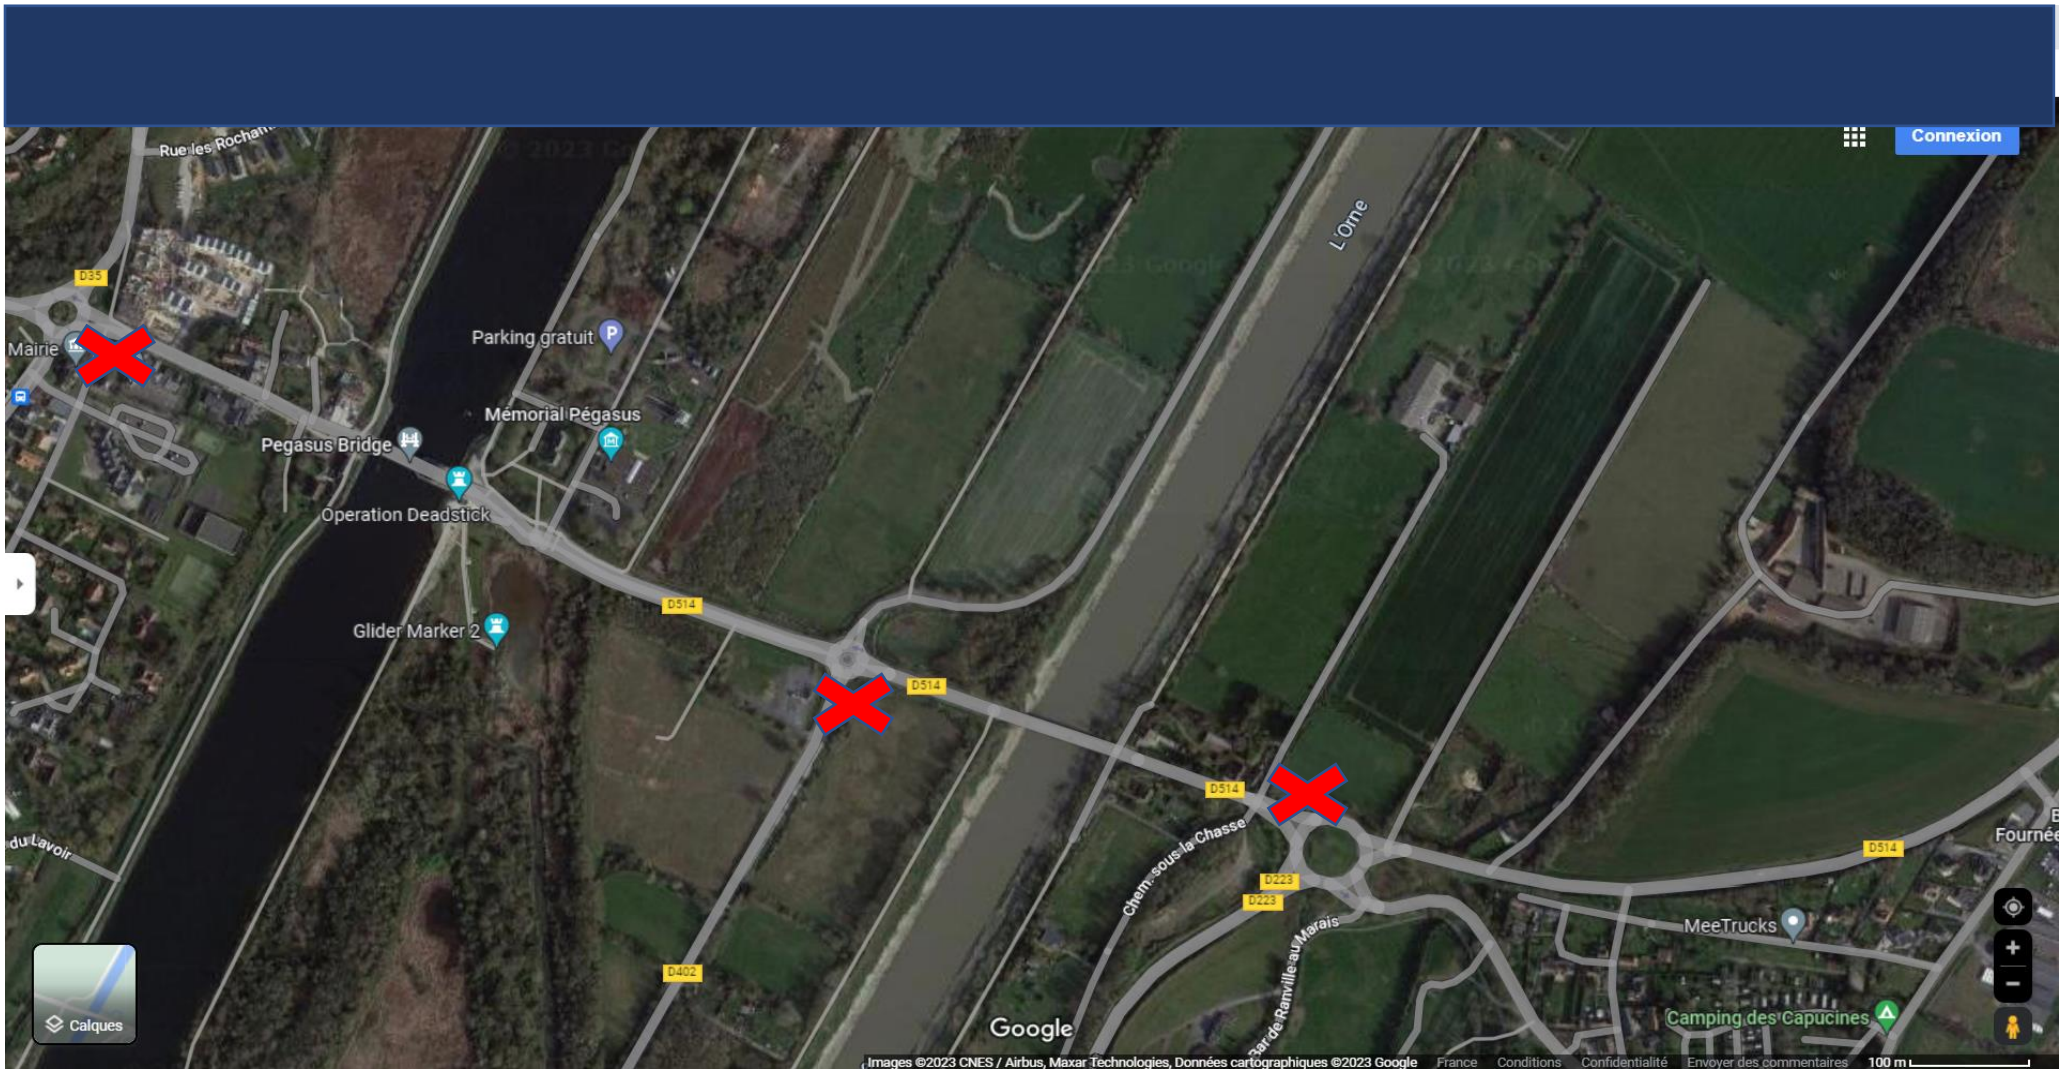 Connexion
Rue les Rocham
© 2023
L'Orne
D35
Mairie
Parking gratuit
P
Mémorial Pégasus
Pegasus Bridge
Operation Deadstick
D514
Glider Marker 2
D514
D514
Chem. sous la Chasse
du Lavoir
Fournée
D514
D223
D223
MeeTrucks
D402
Bar de Ranville au Marais
Camping des Capucines
Calques
Google
Images ©2023 CNES / Airbus, Maxar Technologies, Données cartographiques ©2023 Google France Conditions Confidentialité Envoyer des commentaires 100 m